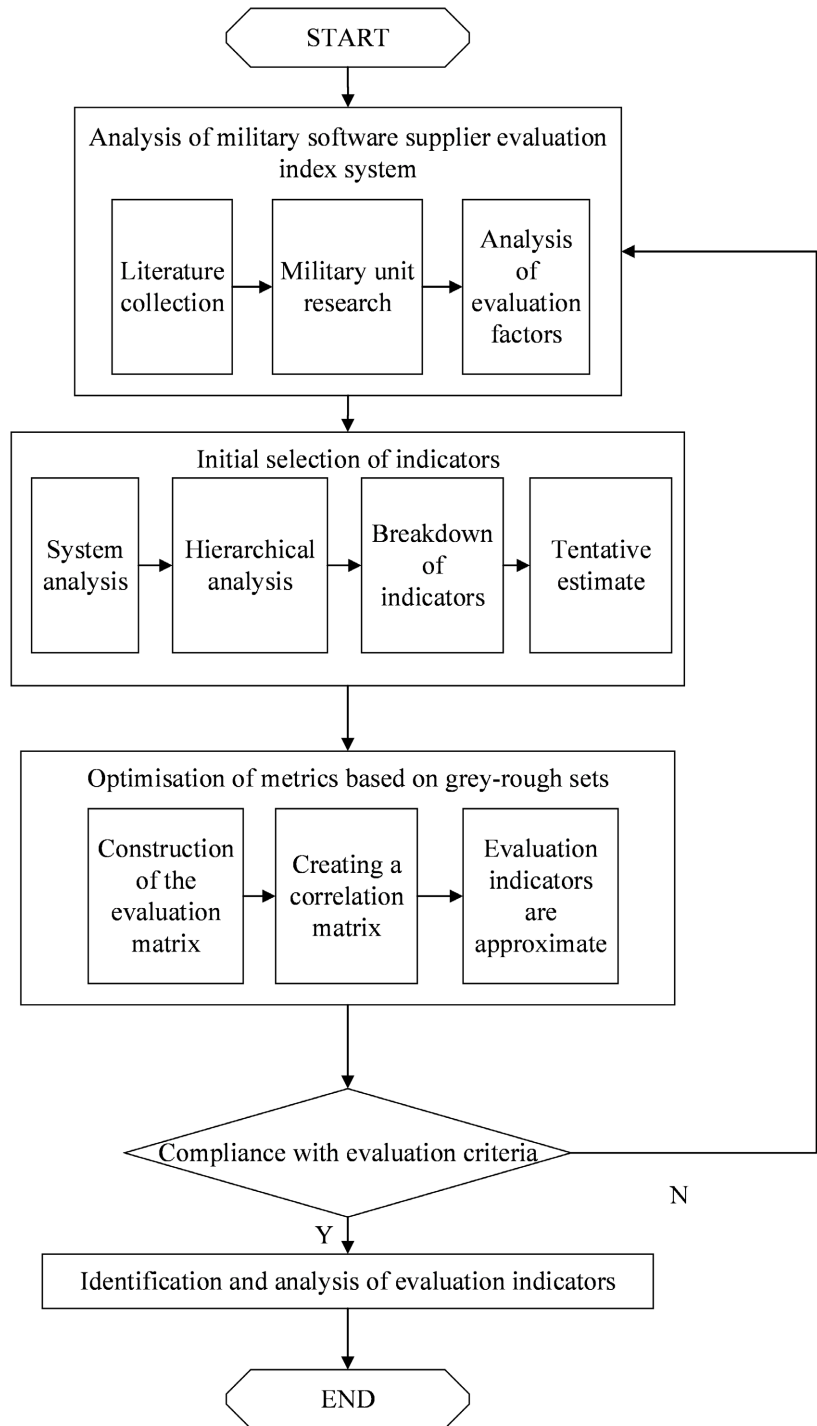 START
Analysis of military software supplier evaluation
index system
Literature
collection
Military unit
research
Analysis
of
evaluation
factors
Initial selection of indicators
System
analysis
Hierarchical
analysis
Breakdown
of
indicators
Tentative
estimate
Optimisation of metrics based on grey-rough sets
Construction
of the
evaluation
matrix
Creating a
correlation
matrix
Evaluation
indicators
are
approximate
Compliance with evaluation criteria
N
Y
Identification and analysis of evaluation indicators
END